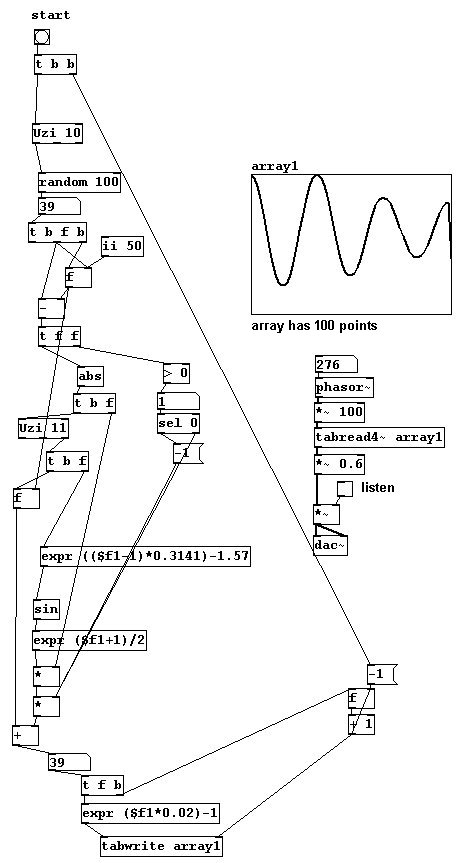 start
t b b
Uzi 10
random 100
39
t b f b
ii 50
f
-
t f f
abs
> 0
t b f
1
Uzi 11
sel 0
-1
t b f
f
expr (($f1-1)*0.3141)-1.57
sin
expr ($f1+1)/2
*
*
+
39
t f b
expr ($f1*0.02)-1
tabwrite array1
array1
array has 100 points
276
phasor~
*~ 100
tabread4~ array1
*~ 0.6
listen
*~
dac~
-1
f
+ 1